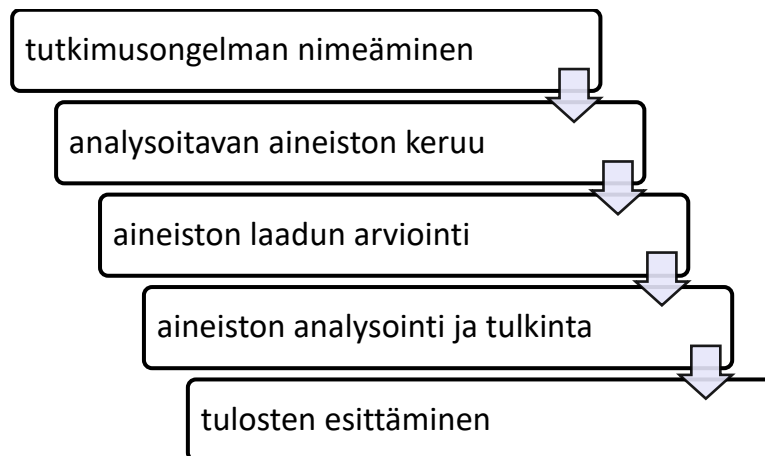 tutkimusongelman nimeäminen
analysoitavan aineiston keruu
aineiston laadun arviointi
aineiston analysointi ja tulkinta
tulosten esittäminen